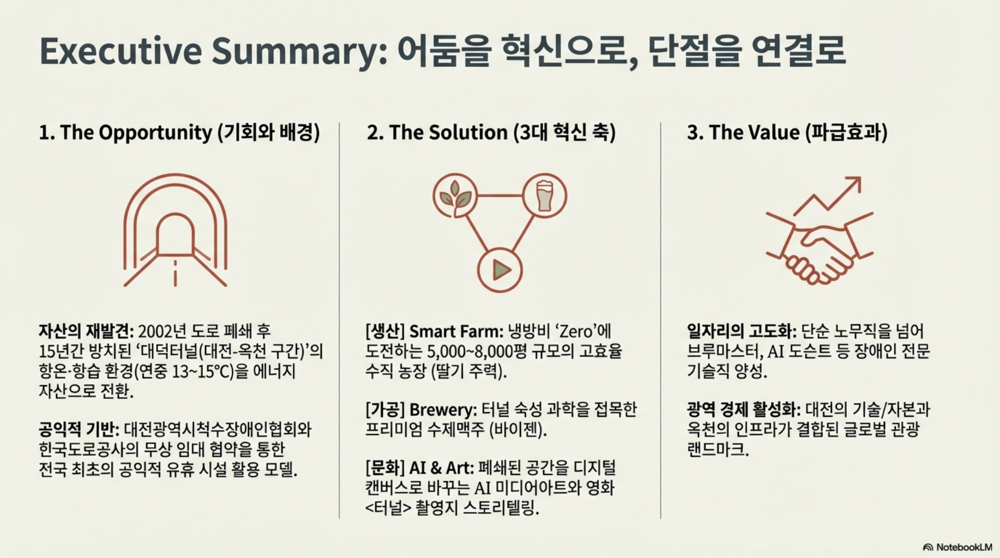 Executive Summary: 어둠을 혁신으로, 단절을 연결로
1. The Opportunity (기회와 배경)
자산의 재발견: 2002년 도로 폐쇄 후
15년간 방치된 ‘대덕터널(대전-옥천 구간)’의
항온·항습 환경(연중 13~15℃)을 에너지
자산으로 전환.
공익적 기반: 대전광역시척수장애인협회와
한국도로공사의 무상 임대 협약을 통한
전국 최초의 공익적 유휴 시설 활용 모델.
2. The Solution (3대 혁신 축)
[생산] Smart Farm: 냉방비 ‘Zero’에
도전하는 5,000~8,000평 규모의 고효율
수직 농장 (딸기 주력).
[가공] Brewery: 터널 숙성 과학을 접목한
프리미엄 수제맥주 (바이젠).
[문화] AI & Art: 폐쇄된 공간을 디지털
캔버스로 바꾸는 AI 미디어아트와 영화
<터널> 촬영지 스토리텔링.
3. The Value (파급효과)
일자리의 고도화: 단순 노무직을 넘어
브루마스터, AI 도슨트 등 장애인 전문
기술직 양성.
광역 경제 활성화: 대전의 기술/자본과
옥천의 인프라가 결합된 글로벌 관광
랜드마크.
NotebookLM